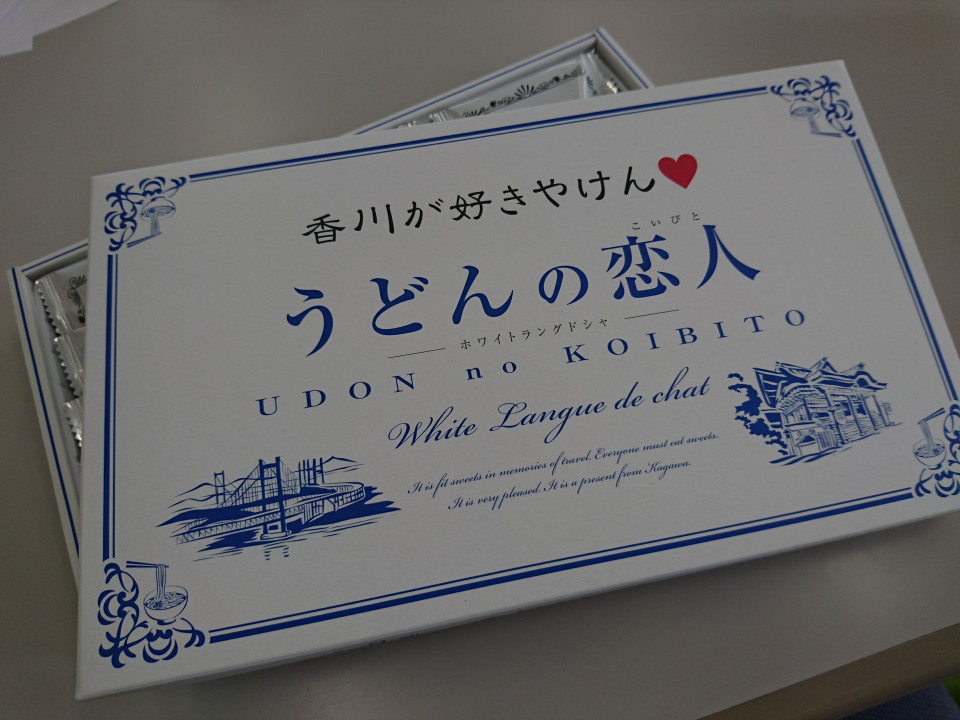 香川が好きやけん♥
こいびと
うどんの恋人
ホワイトラングドシャ
UDON no KOIBITO
White Langue de chat
It is fit sweets in memories of travel. Everyone must eat sweets.
It is very pleased. It is a present from Kagawa.